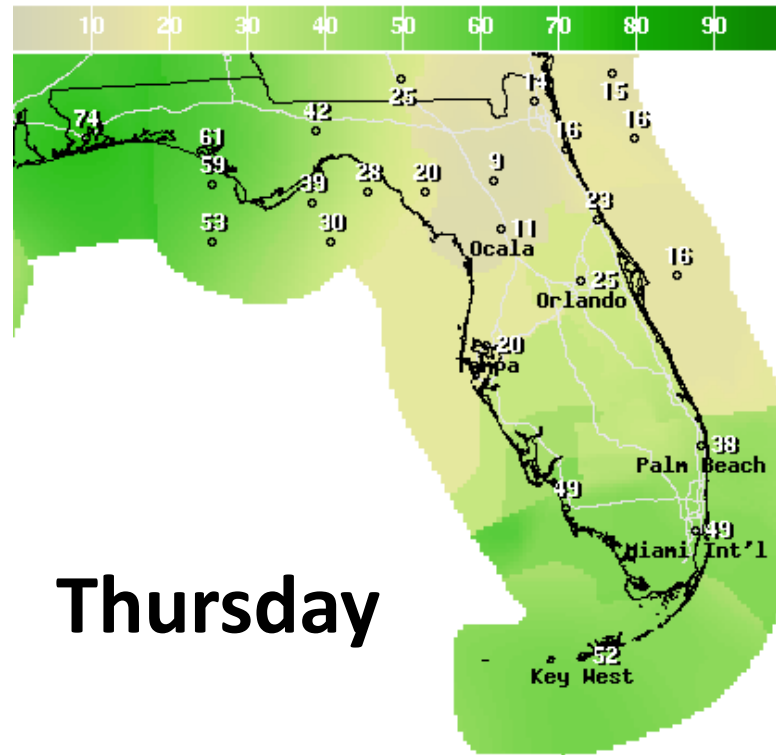 10 20 30 40 50 60 70 80 90
25 14 15
74 42 16 16
61
59 39 28 20 9
53 30 23
11
Ocala
16
25
Orlando
20
Tampa
38
Palm Beach
49
49
Miami Int'l
Thursday
52
Key West